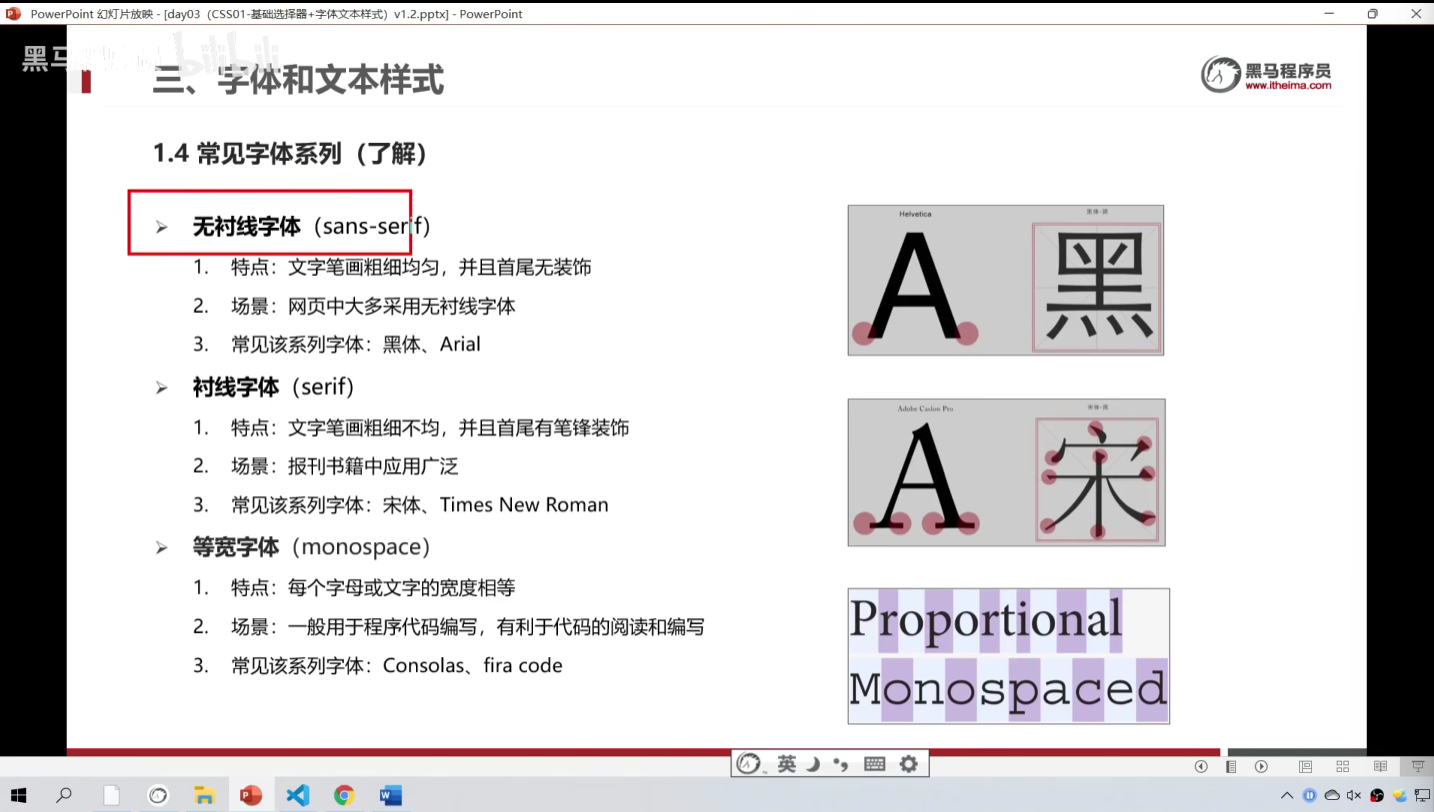 PowerPoint 幻灯片放映 - [day03（CSS01-基础选择器+字体文本样式）v1.2.pptx] - PowerPoint
黑马
bilibili
三、字体和文本样式
黑马程序员
www.itheima.com
1.4 常见字体系列（了解）
➢ 无衬线字体（sans-serif）
1. 特点：文字笔画粗细均匀，并且首尾无装饰
2. 场景：网页中大多采用无衬线字体
3. 常见该系列字体：黑体、Arial
Helvetica
黑体-简
A 黑
➢ 衬线字体（serif）
1. 特点：文字笔画粗细不均，并且首尾有笔锋装饰
2. 场景：报刊书籍中应用广泛
3. 常见该系列字体：宋体、Times New Roman
Adobe Caslon Pro
宋体-简
A 宋
➢ 等宽字体（monospace）
1. 特点：每个字母或文字的宽度相等
2. 场景：一般用于程序代码编写，有利于代码的阅读和编写
3. 常见该系列字体：Consolas、fira code
Proportional
Monospaced
英